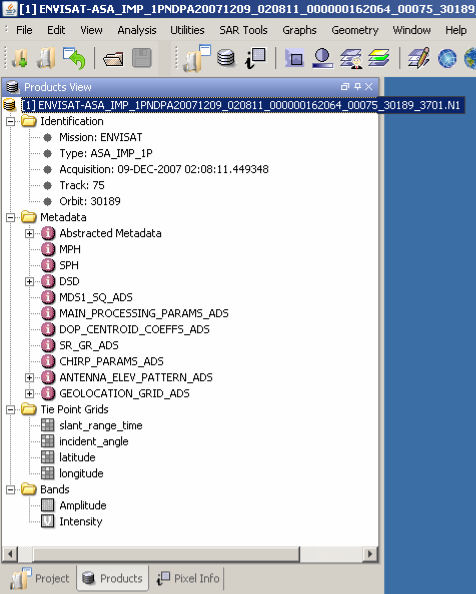 [1] ENVISAT-ASA_IMP_1PNDPA20071209_020811_000000162064_00075_30189_
File Edit View Analysis Utilities SAR Tools Graphs Geometry Window Help
Products View
[1] ENVISAT-ASA_IMP_1PNDPA20071209_020811_000000162064_00075_30189_3701.N1
Identification
Mission: ENVISAT
Type: ASA_IMP_1P
Acquisition: 09-DEC-2007 02:08:11.449348
Track: 75
Orbit: 30189
Metadata
Abstracted Metadata
MPH
SPH
DSD
MDS1_SQ_ADS
MAIN_PROCESSING_PARAMS_ADS
DOP_CENTROID_COEFFS_ADS
SR_GR_ADS
CHIRP_PARAMS_ADS
ANTENNA_ELEV_PATTERN_ADS
GEOLOCATION_GRID_ADS
Tie Point Grids
slant_range_time
incident_angle
latitude
longitude
Bands
Amplitude
V Intensity
Project Products Pixel Info